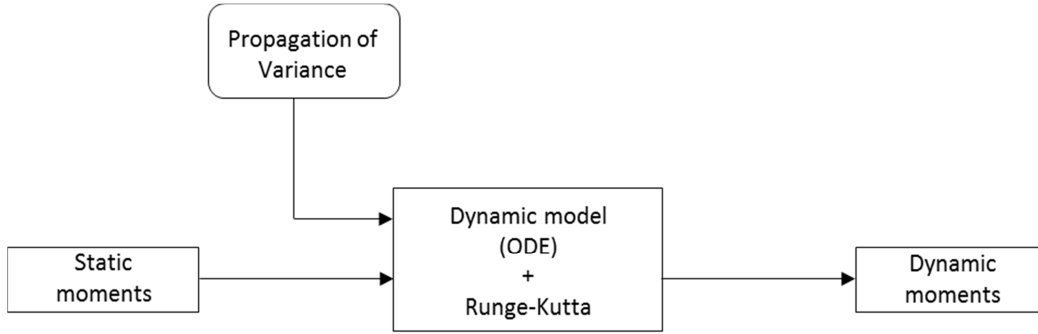 Propagation of
Variance
Dynamic model
(ODE)
+
Runge-Kutta
Static
moments
Dynamic
moments